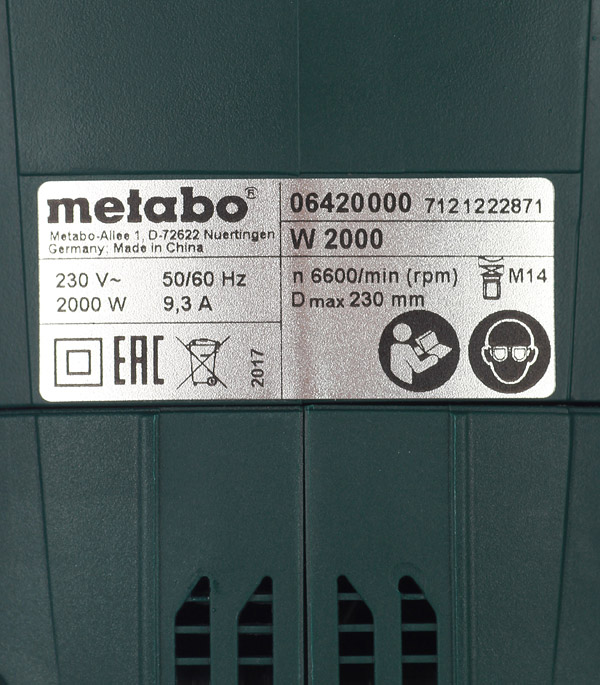 metabo®
Metabo-Allee 1, D-72622 Nuertingen
Germany; Made in China
230 V~ 50/60 Hz
2000 W 9,3 A
EAC
2017
06420000 7121222871
W 2000
n 6600/min (rpm) M14
Dmax 230 mm